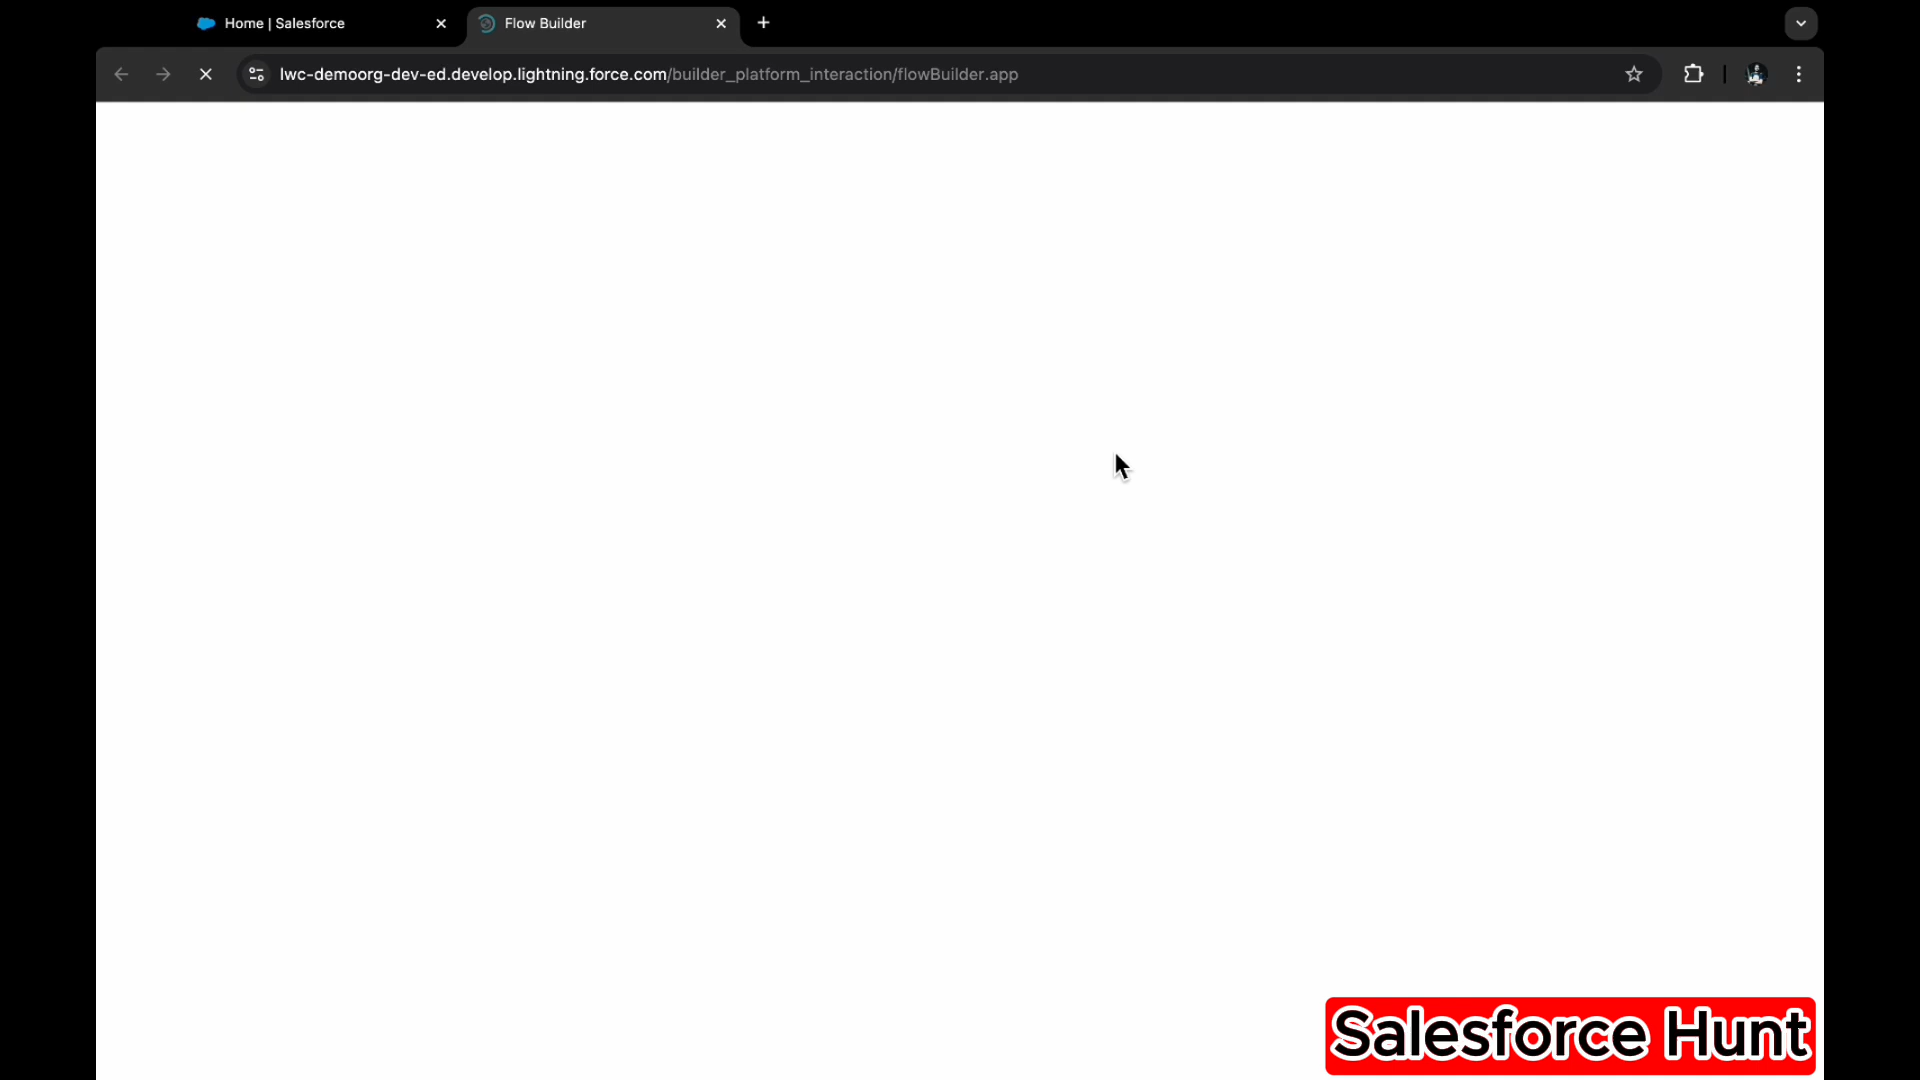 Home | Salesforce
Flow Builder
lwc-demoorg-dev-ed.develop.lightning.force.com/builder_platform_interaction/flowBuilder.app
Salesforce Hunt